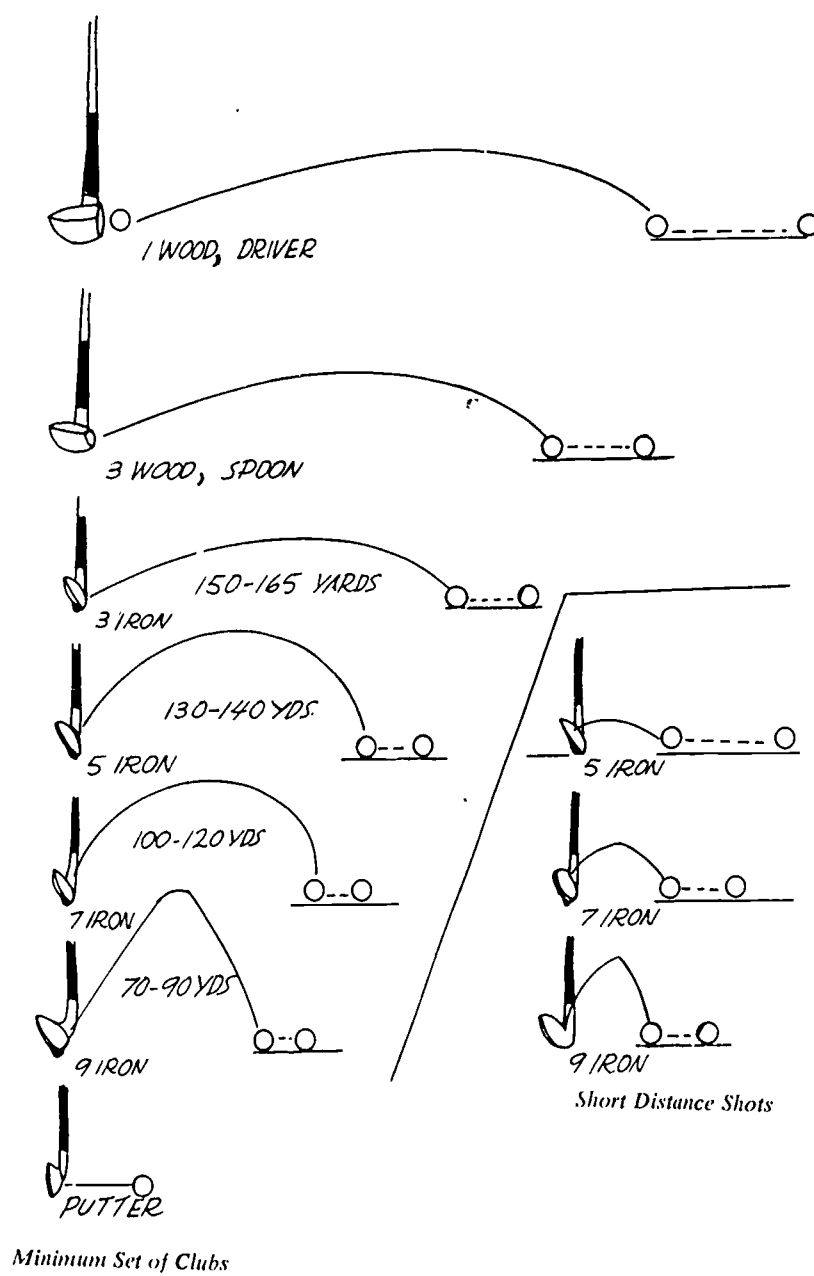 1 WOOD, DRIVER
3 WOOD, SPOON
150-165 YARDS
3 IRON
130-140 YDS.
5 IRON
100-120 YDS
7 IRON
70-90 YDS
9 IRON
PUTTER
Minimum Set of Clubs
5 IRON
7 IRON
9 IRON
Short Distance Shots